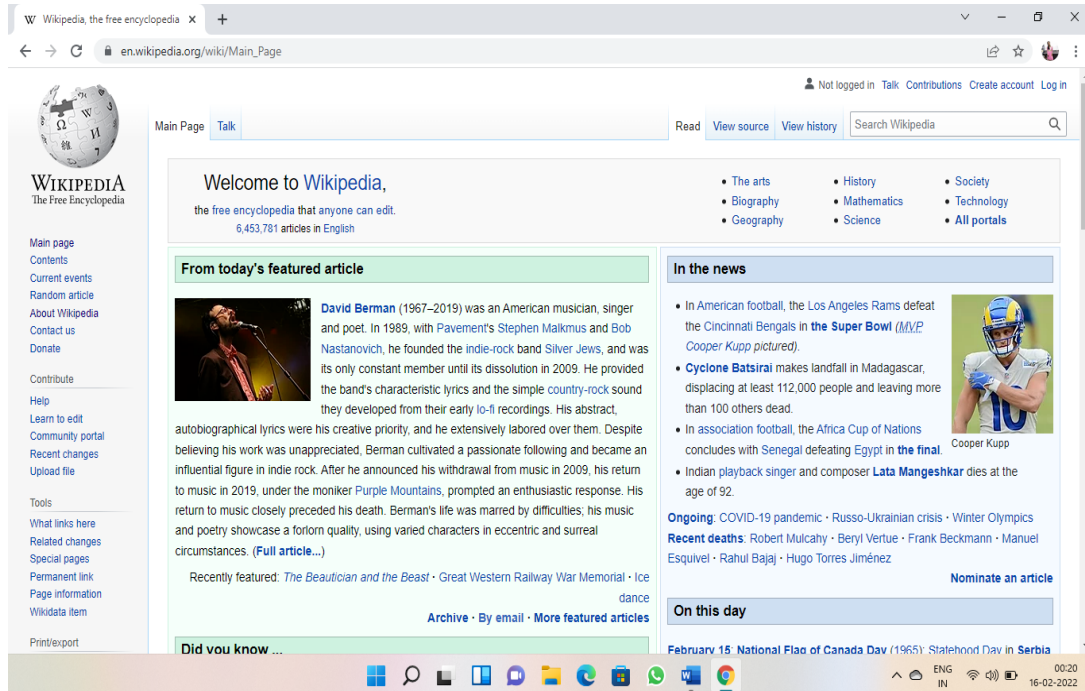 Wikipedia, the free encyclopedia
en.wikipedia.org/wiki/Main_Page
Not logged in Talk Contributions Create account Log in
Main Page Talk Read View source View history Search Wikipedia
WIKIPEDIA
The Free Encyclopedia
Main page
Contents
Current events
Random article
About Wikipedia
Contact us
Donate
Contribute
Help
Learn to edit
Community portal
Recent changes
Upload file
Tools
What links here
Related changes
Special pages
Permanent link
Page information
Wikidata item
Print/export
Welcome to Wikipedia,
the free encyclopedia that anyone can edit.
6,453,781 articles in English
• The arts
• Biography
• Geography
• History
• Mathematics
• Science
• Society
• Technology
• All portals
From today's featured article
David Berman (1967–2019) was an American musician, singer
and poet. In 1989, with Pavement's Stephen Malkmus and Bob
Nastanovich, he founded the indie-rock band Silver Jews, and was
its only constant member until its dissolution in 2009. He provided
the band's characteristic lyrics and the simple country-rock sound
they developed from their early lo-fi recordings. His abstract,
autobiographical lyrics were his creative priority, and he extensively labored over them. Despite
believing his work was unappreciated, Berman cultivated a passionate following and became an
influential figure in indie rock. After he announced his withdrawal from music in 2009, his return
to music in 2019, under the moniker Purple Mountains, prompted an enthusiastic response. His
return to music closely preceded his death. Berman's life was marred by difficulties; his music
and poetry showcase a forlorn quality, using varied characters in eccentric and surreal
circumstances. (Full article...)
Recently featured: The Beautician and the Beast · Great Western Railway War Memorial · Ice
dance
Archive · By email · More featured articles
Did you know ...
In the news
• In American football, the Los Angeles Rams defeat
the Cincinnati Bengals in the Super Bowl (MVP
Cooper Kupp pictured).
• Cyclone Batsirai makes landfall in Madagascar,
displacing at least 112,000 people and leaving more
than 100 others dead.
• In association football, the Africa Cup of Nations
concludes with Senegal defeating Egypt in the final.
• Indian playback singer and composer Lata Mangeshkar dies at the
age of 92.
Cooper Kupp
Ongoing: COVID-19 pandemic · Russo-Ukrainian crisis · Winter Olympics
Recent deaths: Robert Mulcahy · Beryl Vertue · Frank Beckmann · Manuel
Esquivel · Rahul Bajaj · Hugo Torres Jiménez
Nominate an article
On this day
February 15: National Flag of Canada Day (1965); Statehood Day in Serbia
ENG
IN
00:20
16-02-2022